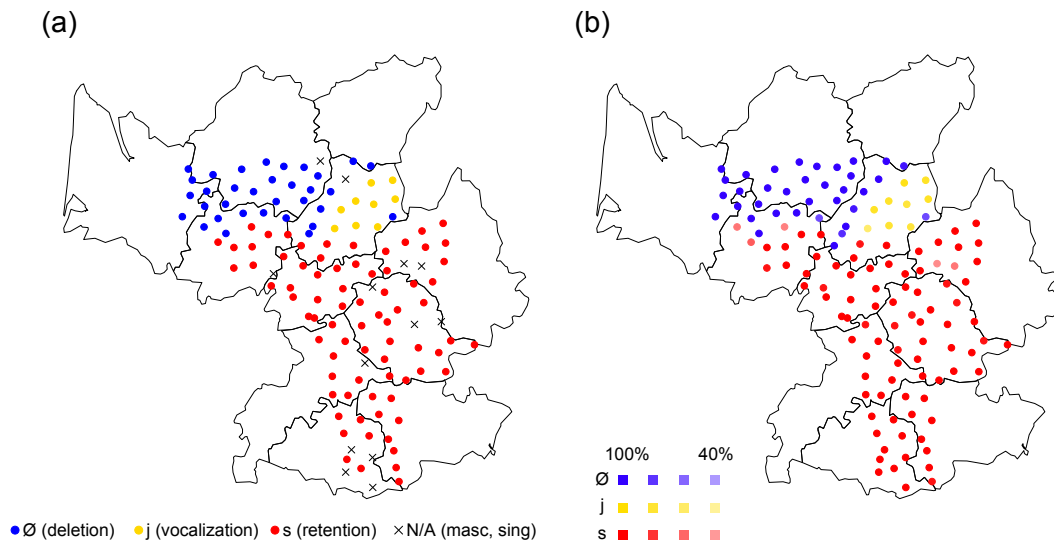 (a)
(b)
100% 40%
Ø
j
s
Ø (deletion) j (vocalization) s (retention) N/A (masc, sing)